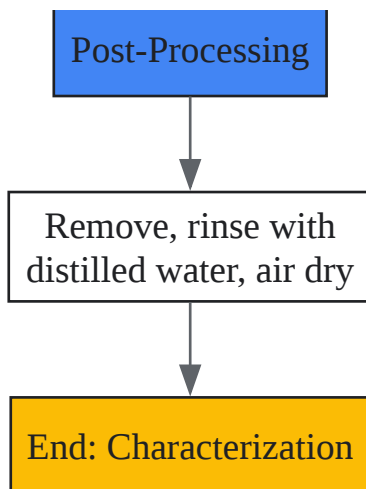 Post-Processing
Remove, rinse with
distilled water, air dry
End: Characterization